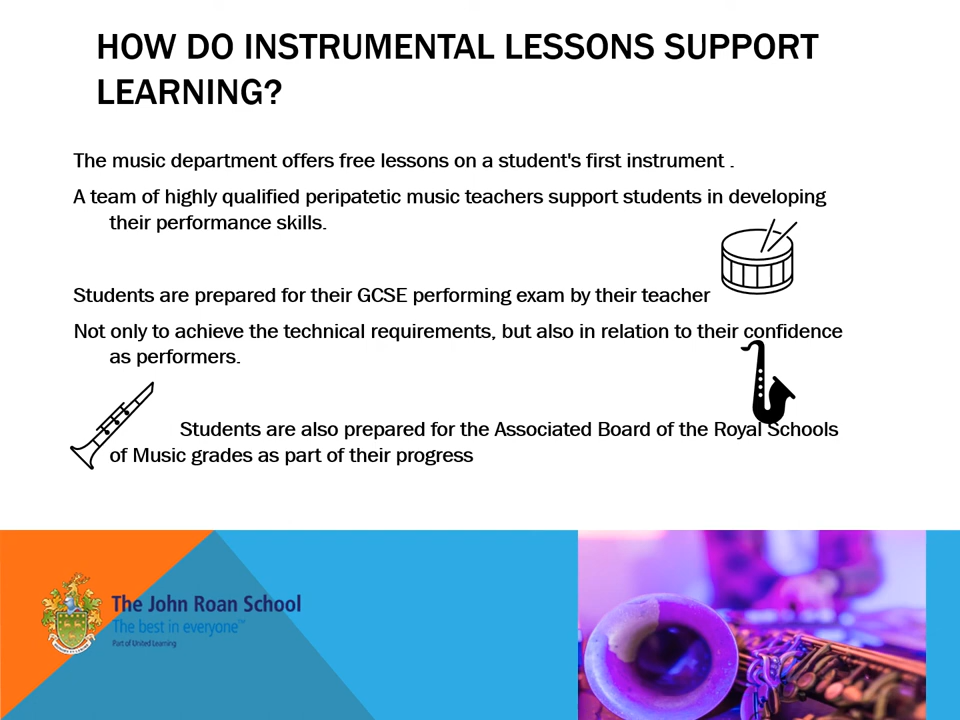 HOW DO INSTRUMENTAL LESSONS SUPPORT
LEARNING?
The music department offers free lessons on a student's first instrument .
A team of highly qualified peripatetic music teachers support students in developing
their performance skills.
Students are prepared for their GCSE performing exam by their teacher
Not only to achieve the technical requirements, but also in relation to their confidence
as performers.
Students are also prepared for the Associated Board of the Royal Schools
of Music grades as part of their progress
The John Roan School
The best in everyone™
Part of United Learning